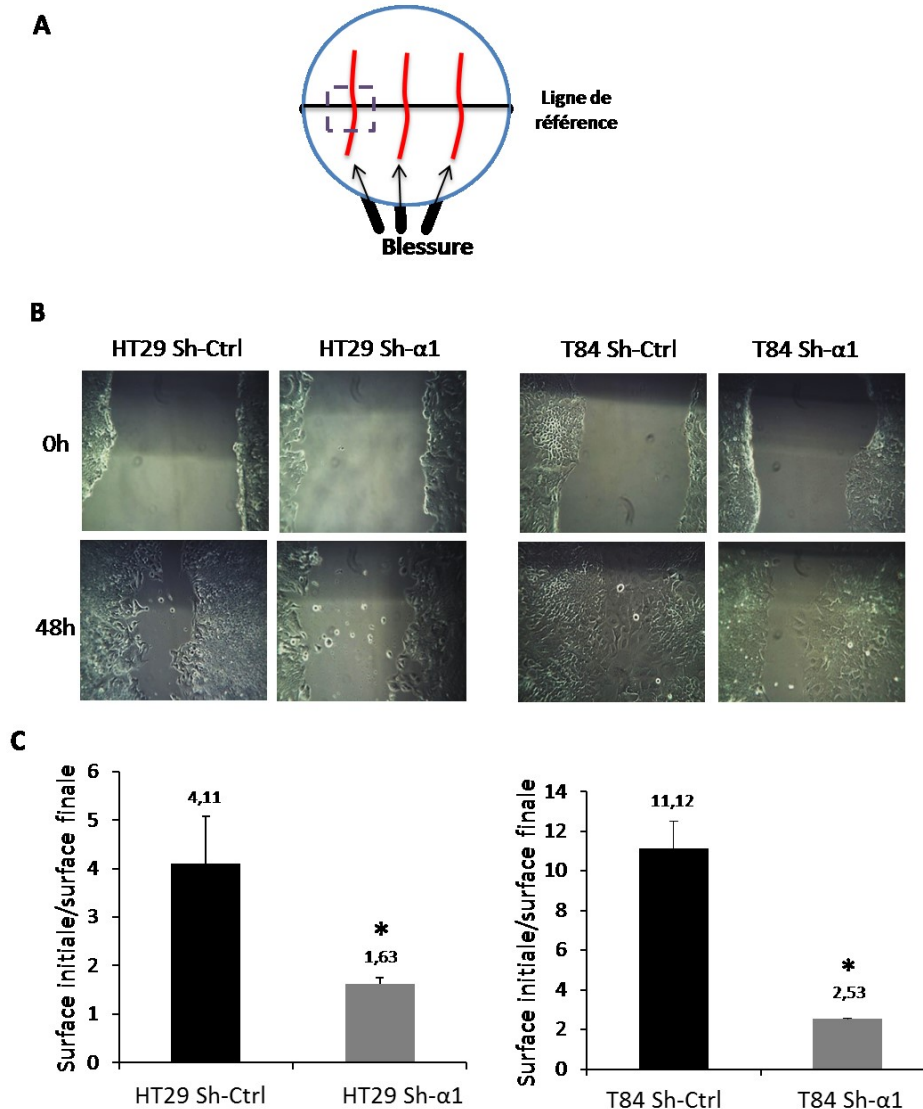 A
Ligne de
référence
Blessure
B
HT29 Sh-Ctrl
HT29 Sh-α1
T84 Sh-Ctrl
T84 Sh-α1
0h
48h
C
Surface initiale/surface finale
6
5
4
3
2
1
0
4,11
*
1,63
HT29 Sh-Ctrl
HT29 Sh-α1
Surface initiale/surface finale
14
12
10
8
6
4
2
0
11,12
*
2,53
T84 Sh-Ctrl
T84 Sh-α1